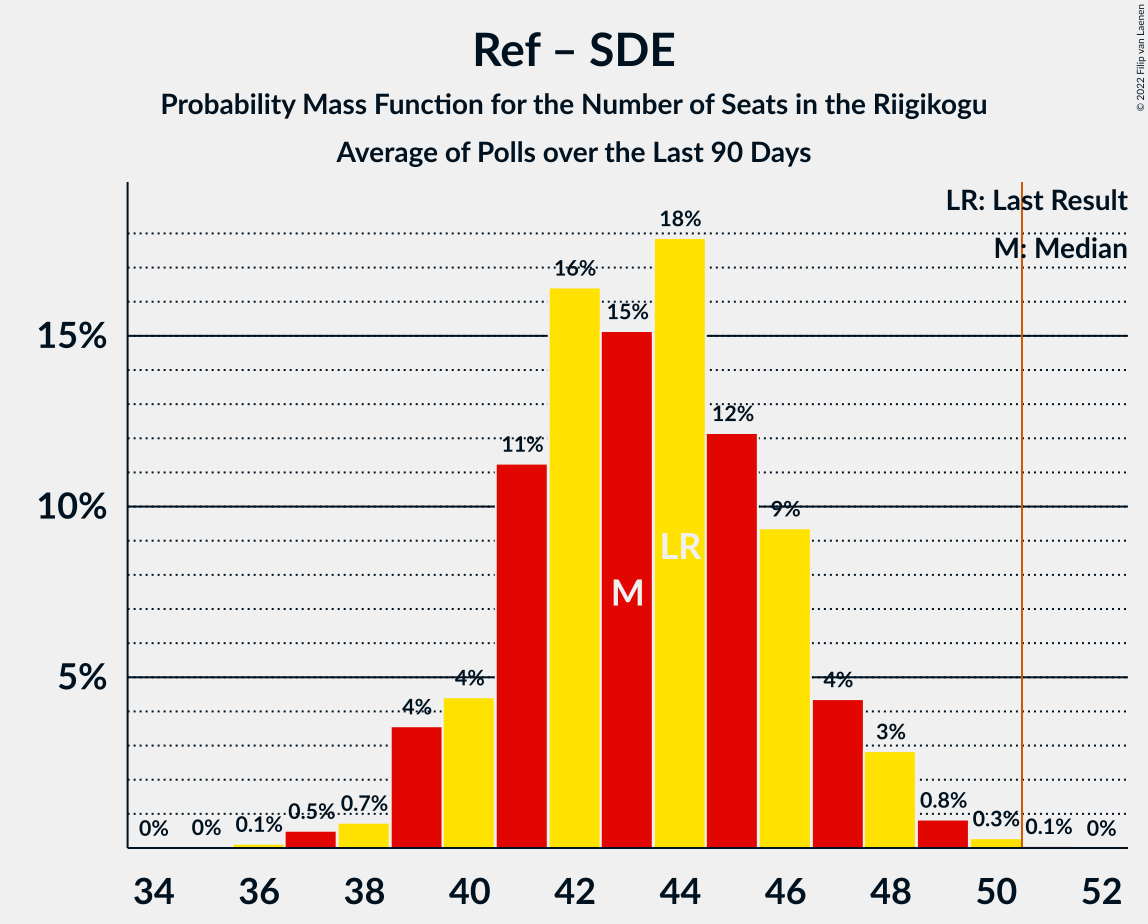 Ref – SDE
Probability Mass Function for the Number of Seats in the Riigikogu
Average of Polls over the Last 90 Days
© 2022 Filip van Laenen
LR: Last Result
M: Median
15%
10%
5%
0%
0%
0.1%
0.5%
0.7%
4%
4%
11%
16%
15%
18%
12%
9%
4%
3%
0.8%
0.3%
0.1%
0%
M
LR
34 36 38 40 42 44 46 48 50 52